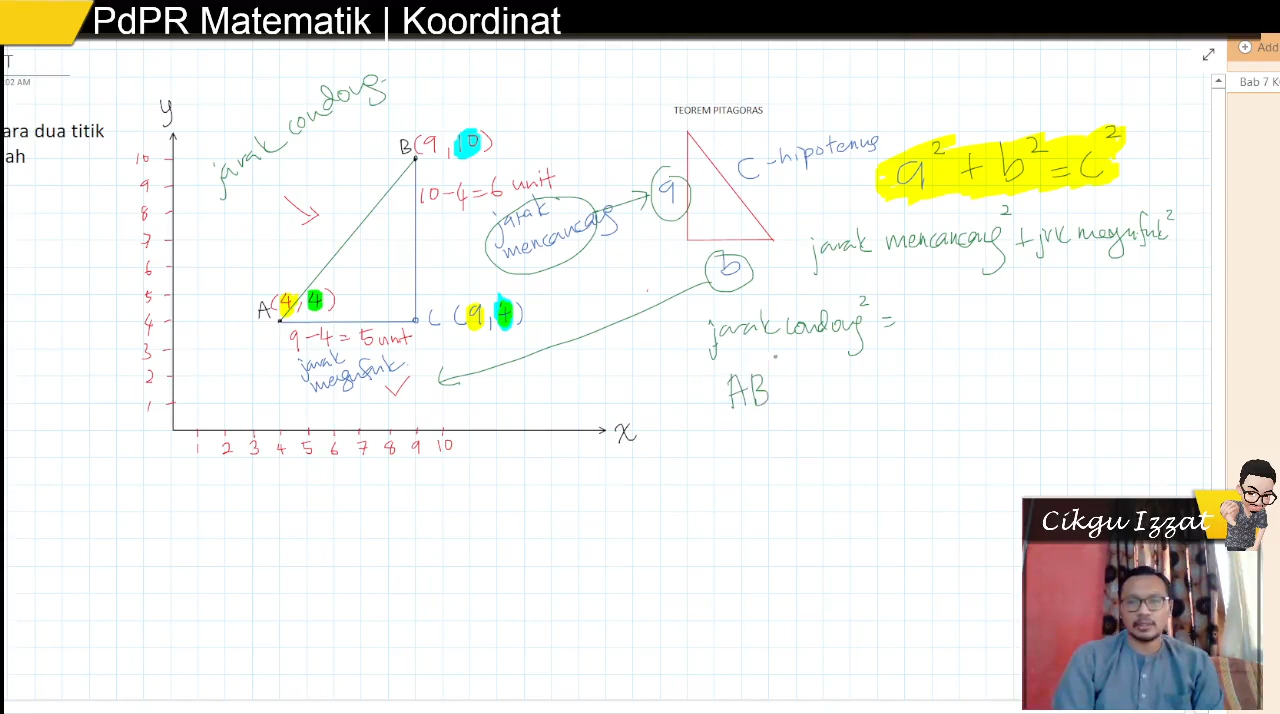 PdPR Matematik | Koordinat
T
:02 AM
ara dua titik
ah
Add
Bab 7 K
y
jarak condong
B(9,10)
10-4=6 unit
jarak
mencancang
A(4,4)
C (9,4)
9-4=5 unit
jarak
mengufuk
10
9
8
7
6
5
4
3
2
1
1 2 3 4 5 6 7 8 9 10
x
TEOREM PITAGORAS
a
C-hipotenus
b
a² + b² = c²
jarak mencancang² + jrk mengufuk²
jarak condong² =
AB
Cikgu Izzat